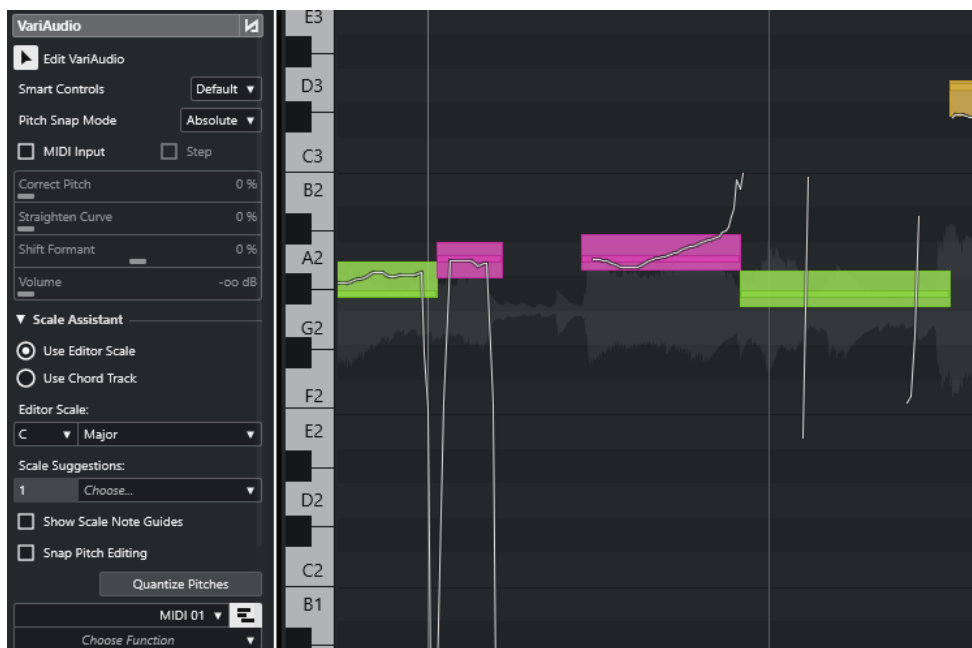 VariAudio
Edit VariAudio
Smart Controls Default
Pitch Snap Mode Absolute
MIDI Input Step
Correct Pitch 0 %
Straighten Curve 0 %
Shift Formant 0 %
Volume -oo dB
Scale Assistant
Use Editor Scale
Use Chord Track
Editor Scale:
C Major
Scale Suggestions:
1 Choose...
Show Scale Note Guides
Snap Pitch Editing
Quantize Pitches
MIDI 01
Choose Function
E3
D3
C3
B2
A2
G2
F2
E2
D2
C2
B1